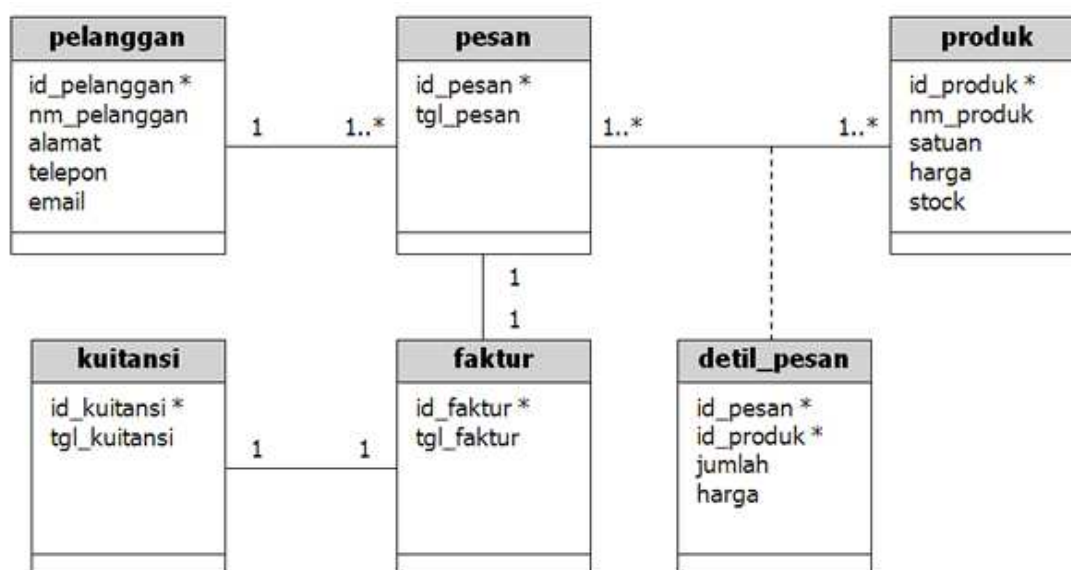 pelanggan
id_pelanggan *
nm_pelanggan
alamat
telepon
email
1
1..*
pesan
id_pesan *
tgl_pesan
1..*
1..*
produk
id_produk *
nm_produk
satuan
harga
stock
1
1
kuitansi
id_kuitansi *
tgl_kuitansi
1
1
faktur
id_faktur *
tgl_faktur
detil_pesan
id_pesan *
id_produk *
jumlah
harga